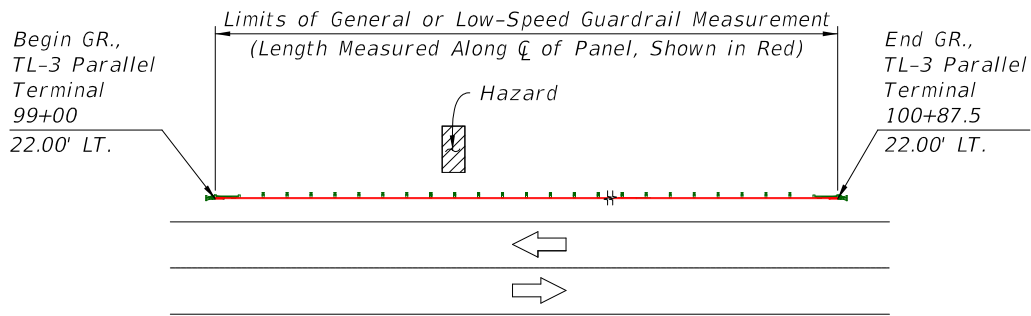 Limits of General or Low-Speed Guardrail Measurement
(Length Measured Along ℄ of Panel, Shown in Red)
Begin GR.,
TL-3 Parallel
Terminal
99+00
22.00' LT.
Hazard
End GR.,
TL-3 Parallel
Terminal
100+87.5
22.00' LT.